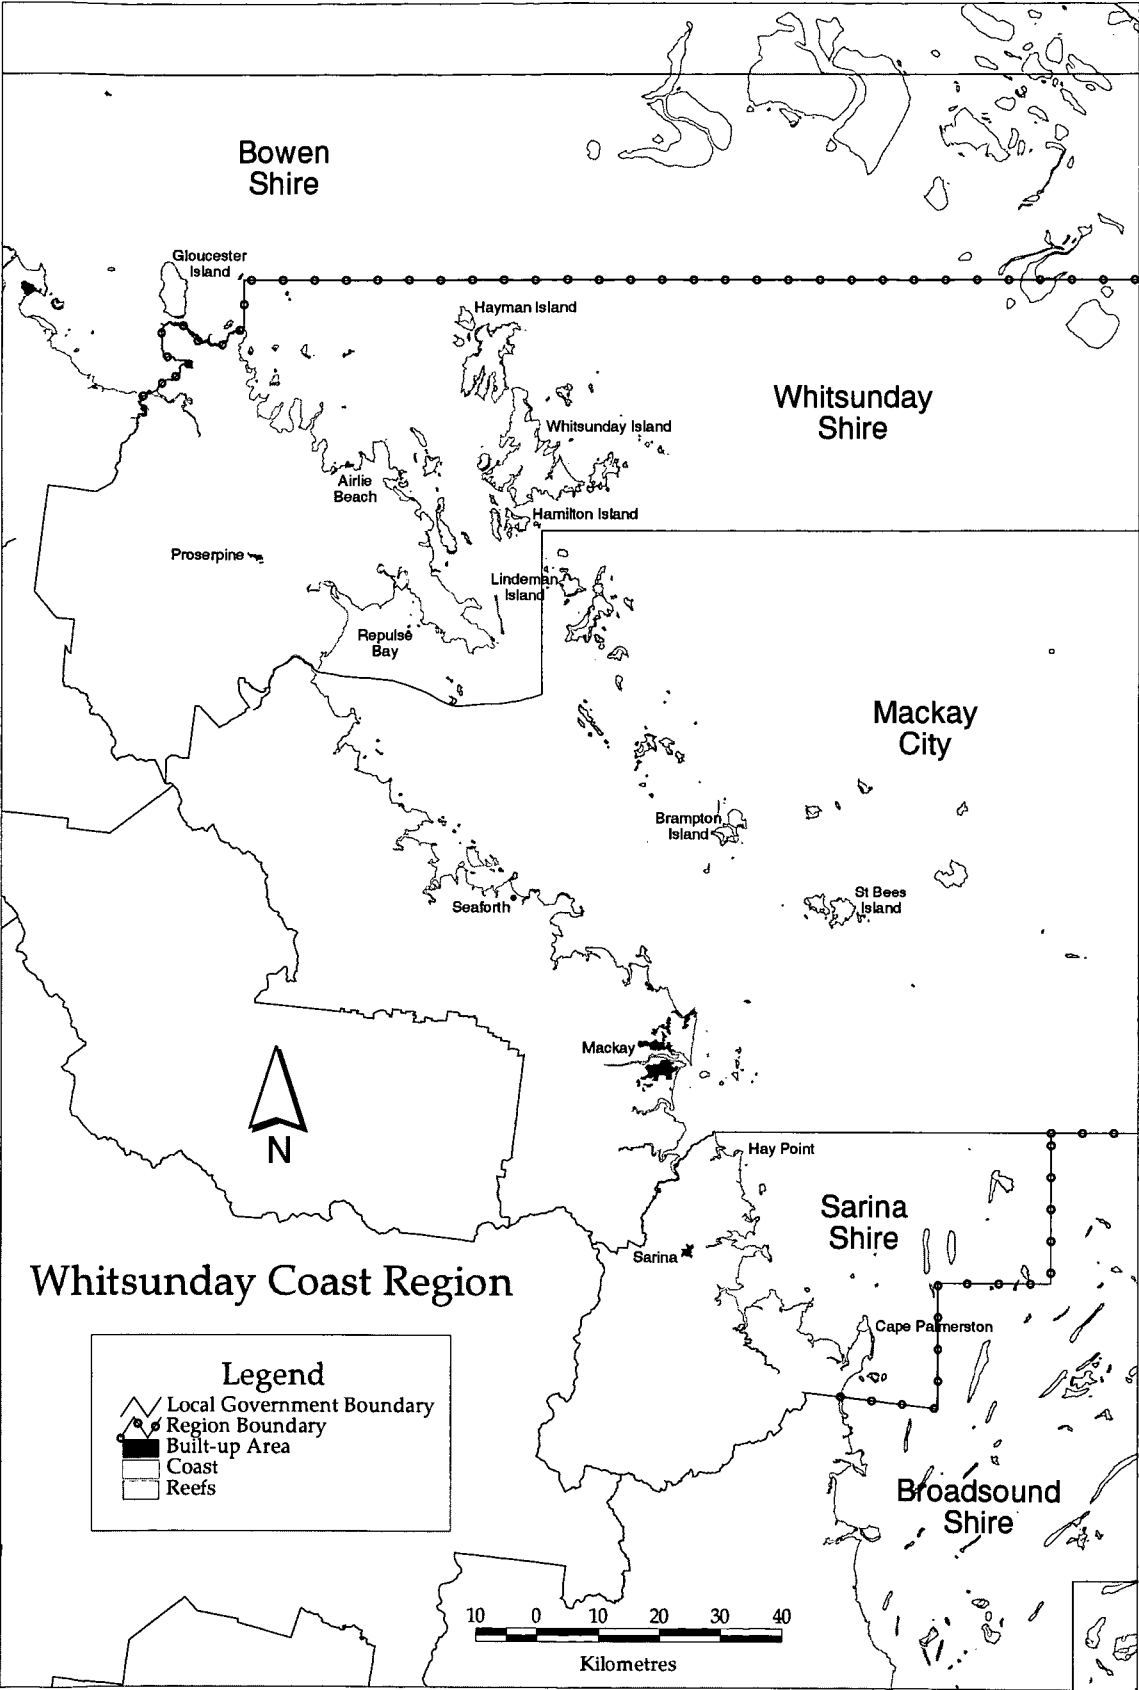 Bowen
Shire
Gloucester
Island
Hayman Island
Whitsunday
Shire
Whitsunday Island
Airlie
Beach
Hamilton Island
Proserpine
Lindeman
Island
Repulse
Bay
Mackay
City
Brampton
Island
St Bees
Island
Seaforth
Mackay
N
Hay Point
Sarina
Shire
Sarina
Whitsunday Coast Region
Cape Palmerston
Legend
Local Government Boundary
Region Boundary
Built-up Area
Coast
Reefs
Broadsound
Shire
10 0 10 20 30 40
Kilometres